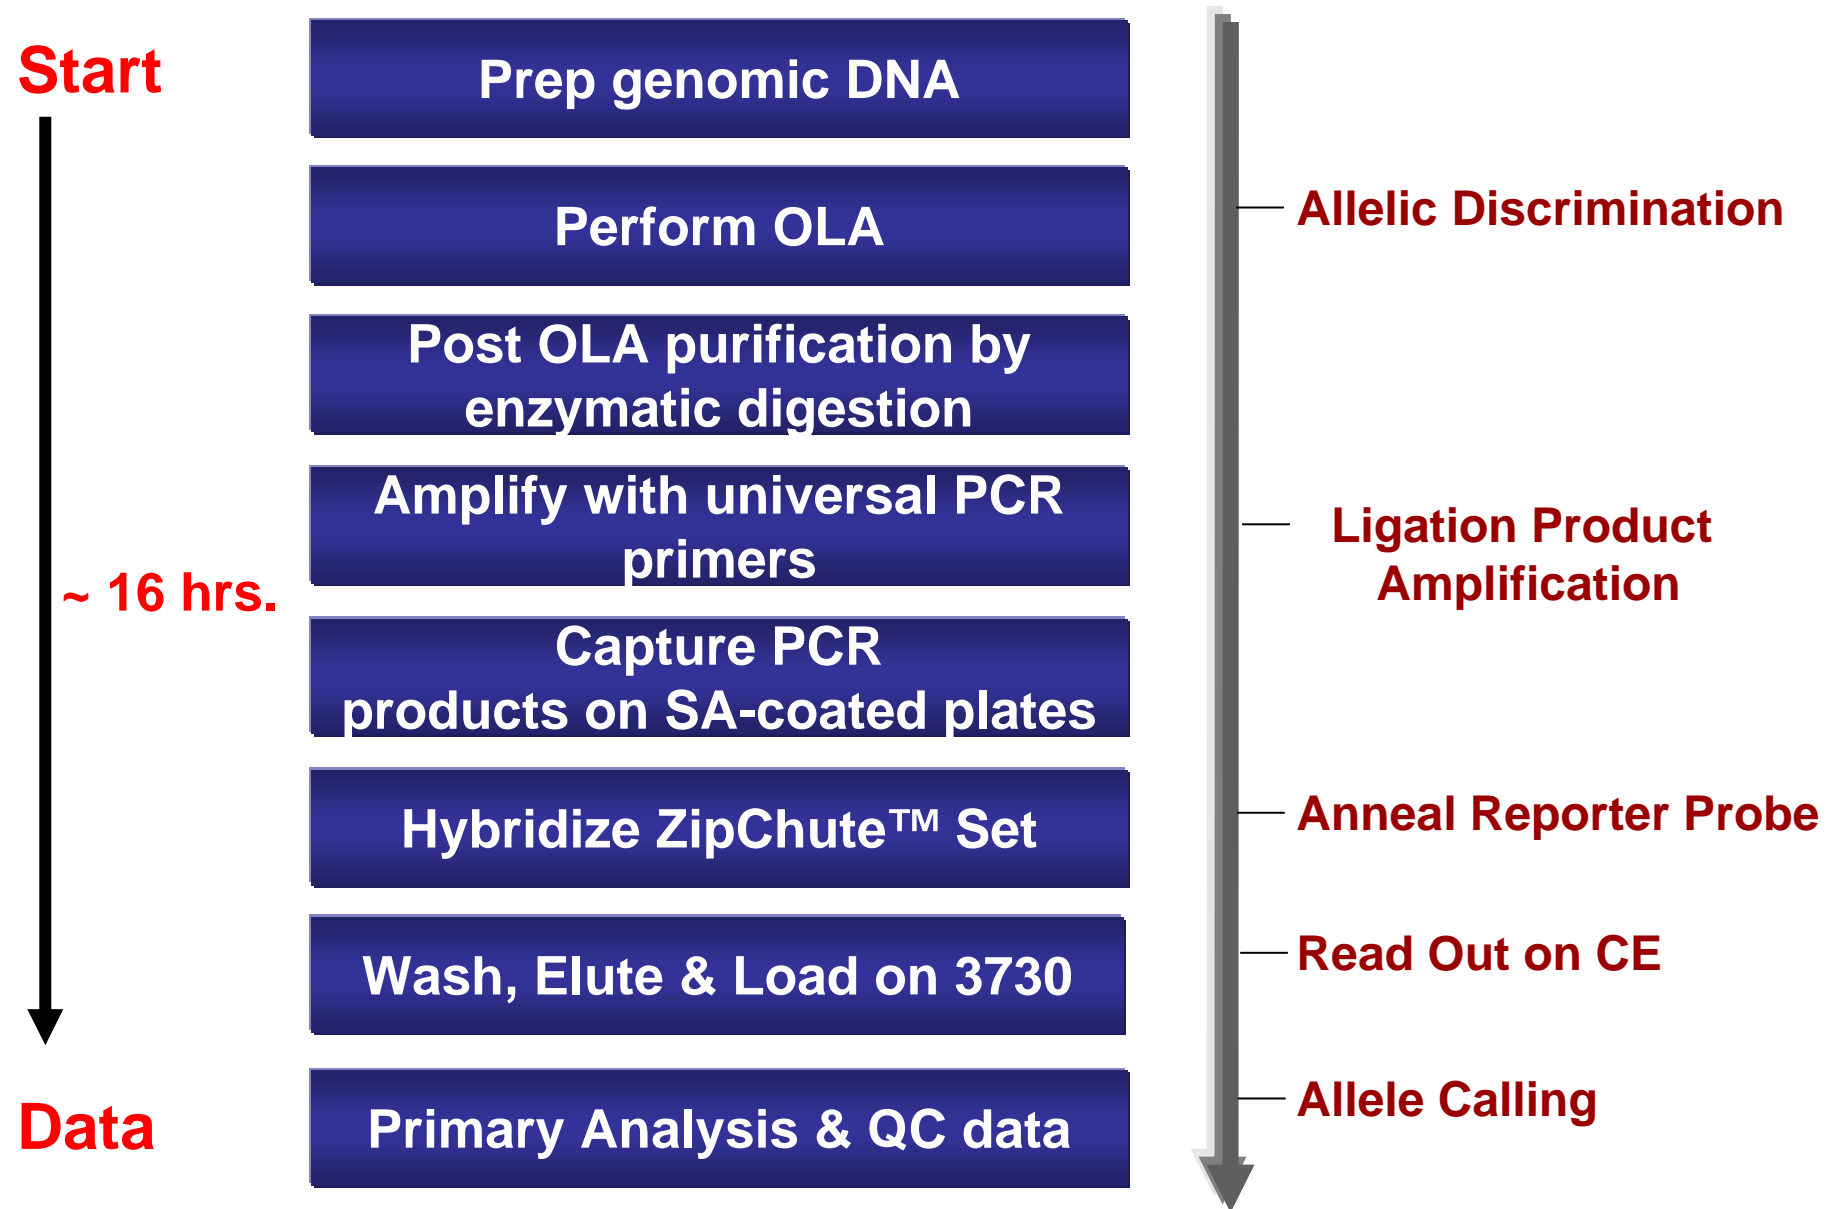 Start
Prep genomic DNA
Perform OLA
Allelic Discrimination
Post OLA purification by
enzymatic digestion
Amplify with universal PCR
primers
Ligation Product
Amplification
~ 16 hrs.
Capture PCR
products on SA-coated plates
Hybridize ZipChute™ Set
Anneal Reporter Probe
Wash, Elute & Load on 3730
Read Out on CE
Data
Primary Analysis & QC data
Allele Calling